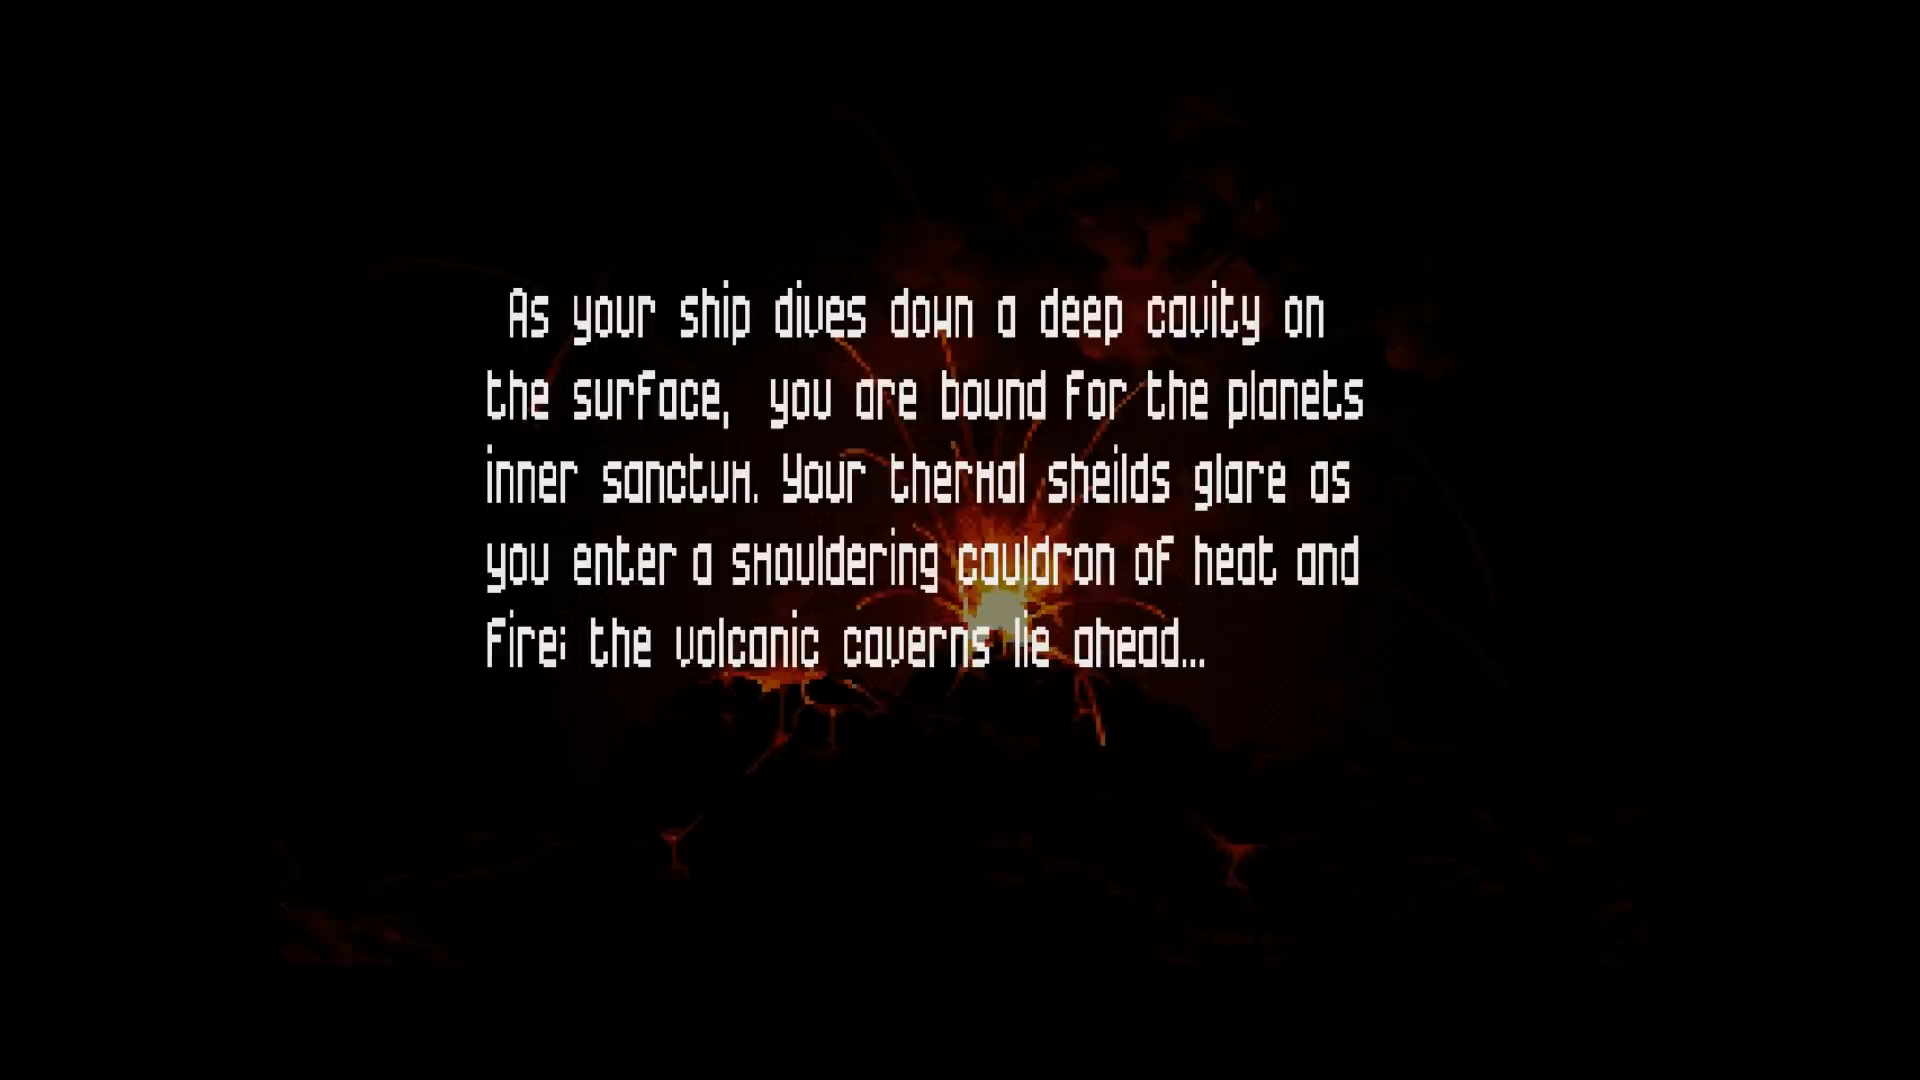 As your ship dives down a deep cavity on
the surface, you are bound for the planets
inner sanctum. Your thermal sheilds glare as
you enter a smouldering cauldron of heat and
fire; the volcanic caverns lie ahead...